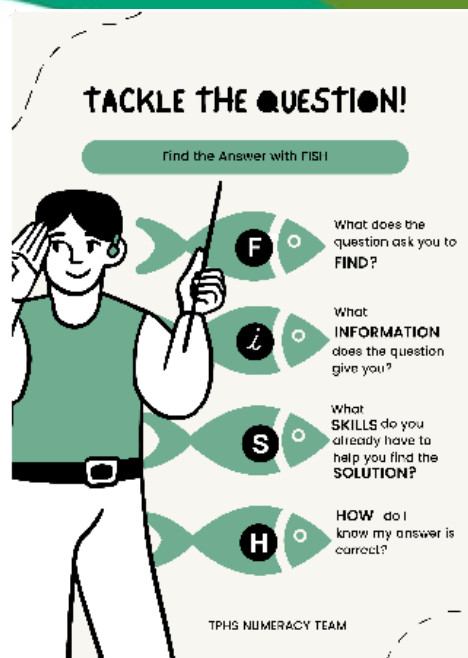 TACKLE THE QUESTION!
Find the Answer with FISH
F
What does the
question ask you to
FIND?
i
What
INFORMATION
does the question
give you?
S
What
SKILLS do you
already have to
help you find the
SOLUTION?
H
HOW do I
know my answer is
correct?
TPHS NUMERACY TEAM